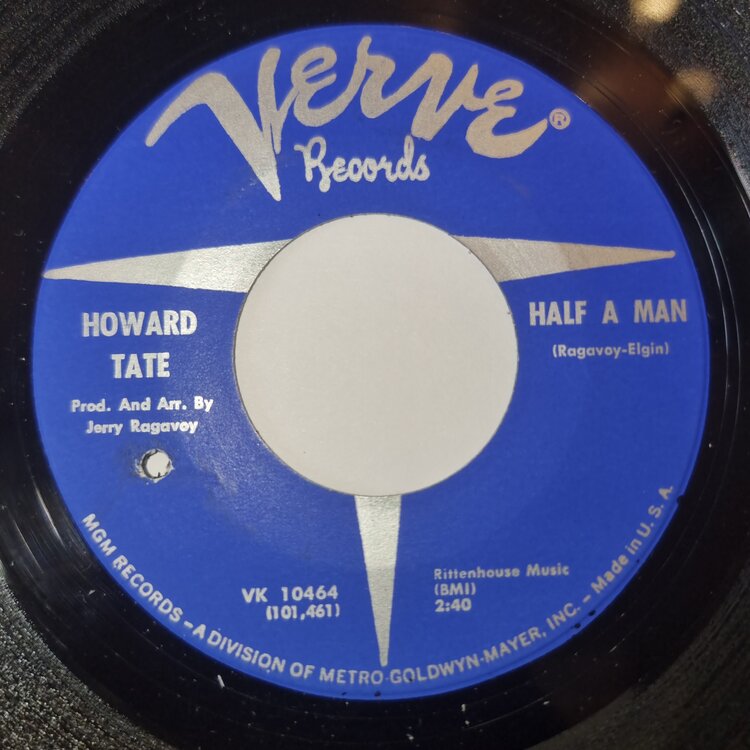 VERVE®
Records
HOWARD
TATE
Prod. And Arr. By
Jerry Ragavoy
HALF A MAN
(Ragavoy-Elgin)
VK 10464
(101,461)
Rittenhouse Music
(BMI)
2:40
MGM RECORDS – A DIVISION OF METRO-GOLDWYN-MAYER, INC. – Made in U. S. A.